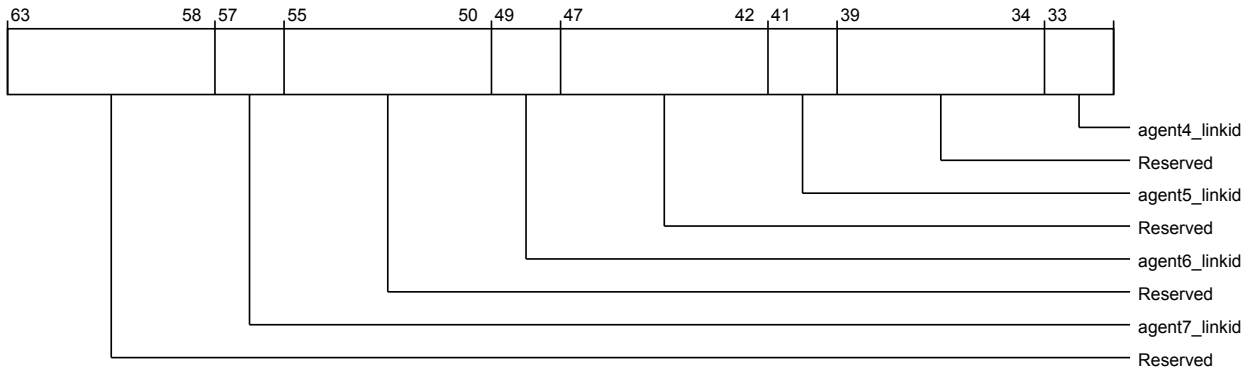 63 58 57 55 50 49 47 42 41 39 34 33
agent4_linkid
Reserved
agent5_linkid
Reserved
agent6_linkid
Reserved
agent7_linkid
Reserved